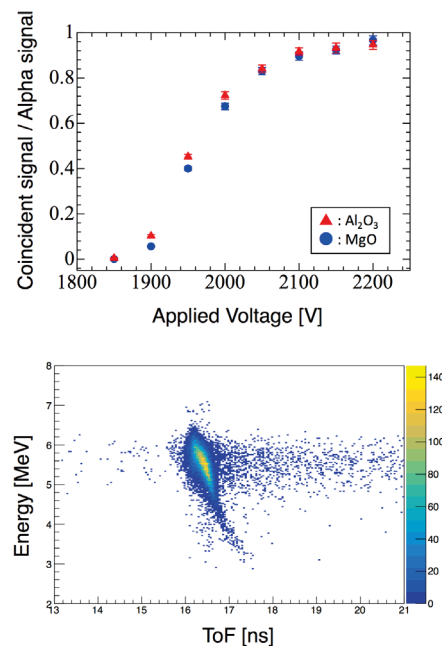 1
0.8
0.6
0.4
0.2
0
Coincident signal / Alpha signal
▲ : Al₂O₃
● : MgO
1800 1900 2000 2100 2200
Applied Voltage [V]
8
7
6
5
4
3
2
Energy [MeV]
140
120
100
80
60
40
20
0
13 14 15 16 17 18 19 20 21
ToF [ns]